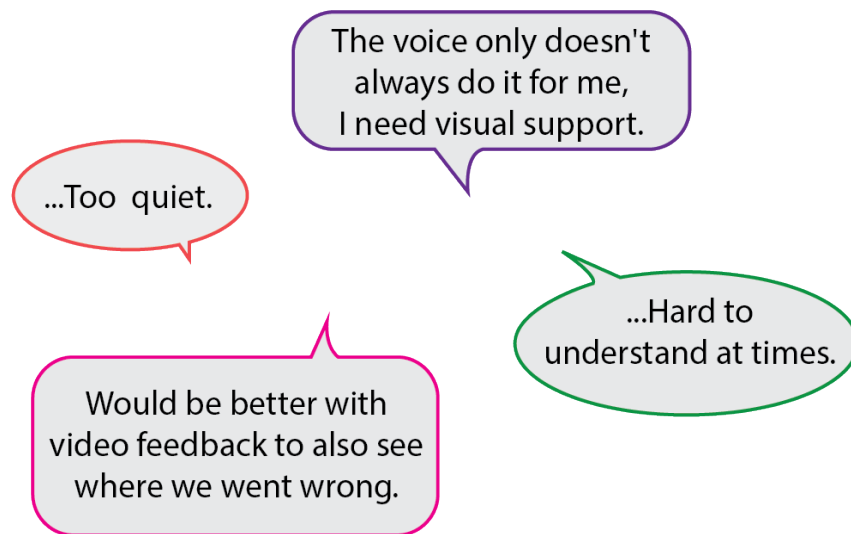 The voice only doesn't
always do it for me,
I need visual support.
...Too quiet.
...Hard to
understand at times.
Would be better with
video feedback to also see
where we went wrong.